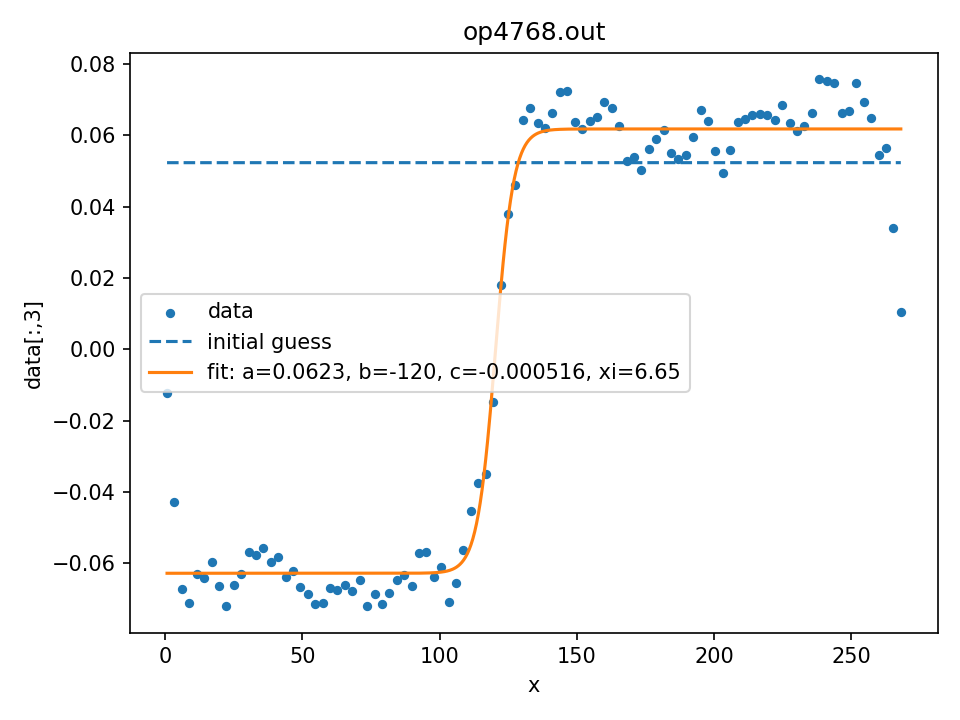 op4768.out
0.08
0.06
0.04
0.02
0.00
−0.02
−0.04
−0.06
data[:,3]
data
initial guess
fit: a=0.0623, b=-120, c=-0.000516, xi=6.65
0 50 100 150 200 250
x